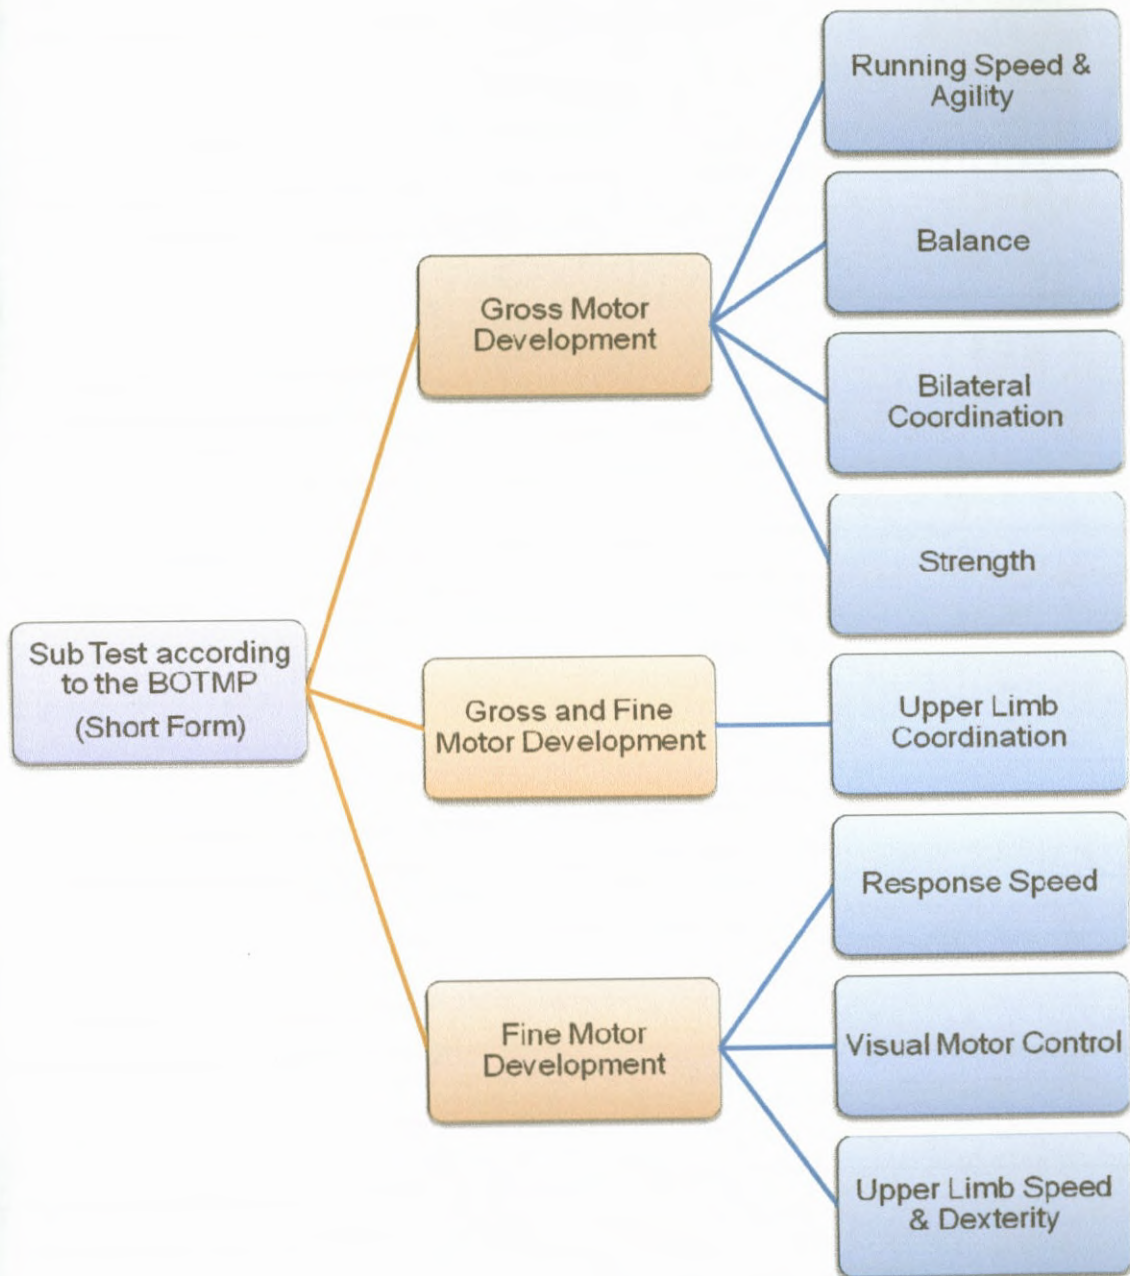 Running Speed &
Agility
Balance
Gross Motor
Development
Bilateral
Coordination
Strength
Sub Test according
to the BOTMP
(Short Form)
Gross and Fine
Motor Development
Upper Limb
Coordination
Response Speed
Fine Motor
Development
Visual Motor Control
Upper Limb Speed
& Dexterity